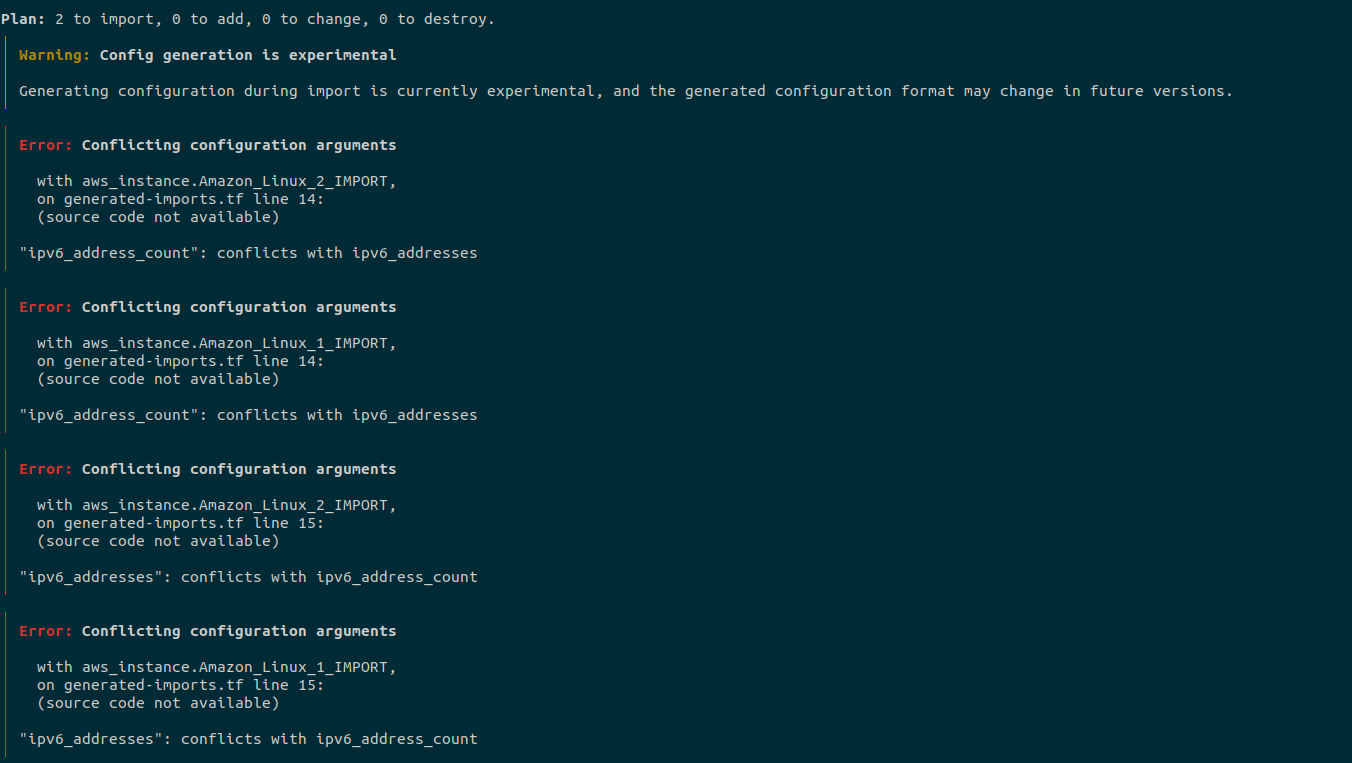 Plan: 2 to import, 0 to add, 0 to change, 0 to destroy.
Warning: Config generation is experimental
Generating configuration during import is currently experimental, and the generated configuration format may change in future versions.
Error: Conflicting configuration arguments
with aws_instance.Amazon_Linux_2_IMPORT,
on generated-imports.tf line 14:
(source code not available)
"ipv6_address_count": conflicts with ipv6_addresses
Error: Conflicting configuration arguments
with aws_instance.Amazon_Linux_1_IMPORT,
on generated-imports.tf line 14:
(source code not available)
"ipv6_address_count": conflicts with ipv6_addresses
Error: Conflicting configuration arguments
with aws_instance.Amazon_Linux_2_IMPORT,
on generated-imports.tf line 15:
(source code not available)
"ipv6_addresses": conflicts with ipv6_address_count
Error: Conflicting configuration arguments
with aws_instance.Amazon_Linux_1_IMPORT,
on generated-imports.tf line 15:
(source code not available)
"ipv6_addresses": conflicts with ipv6_address_count